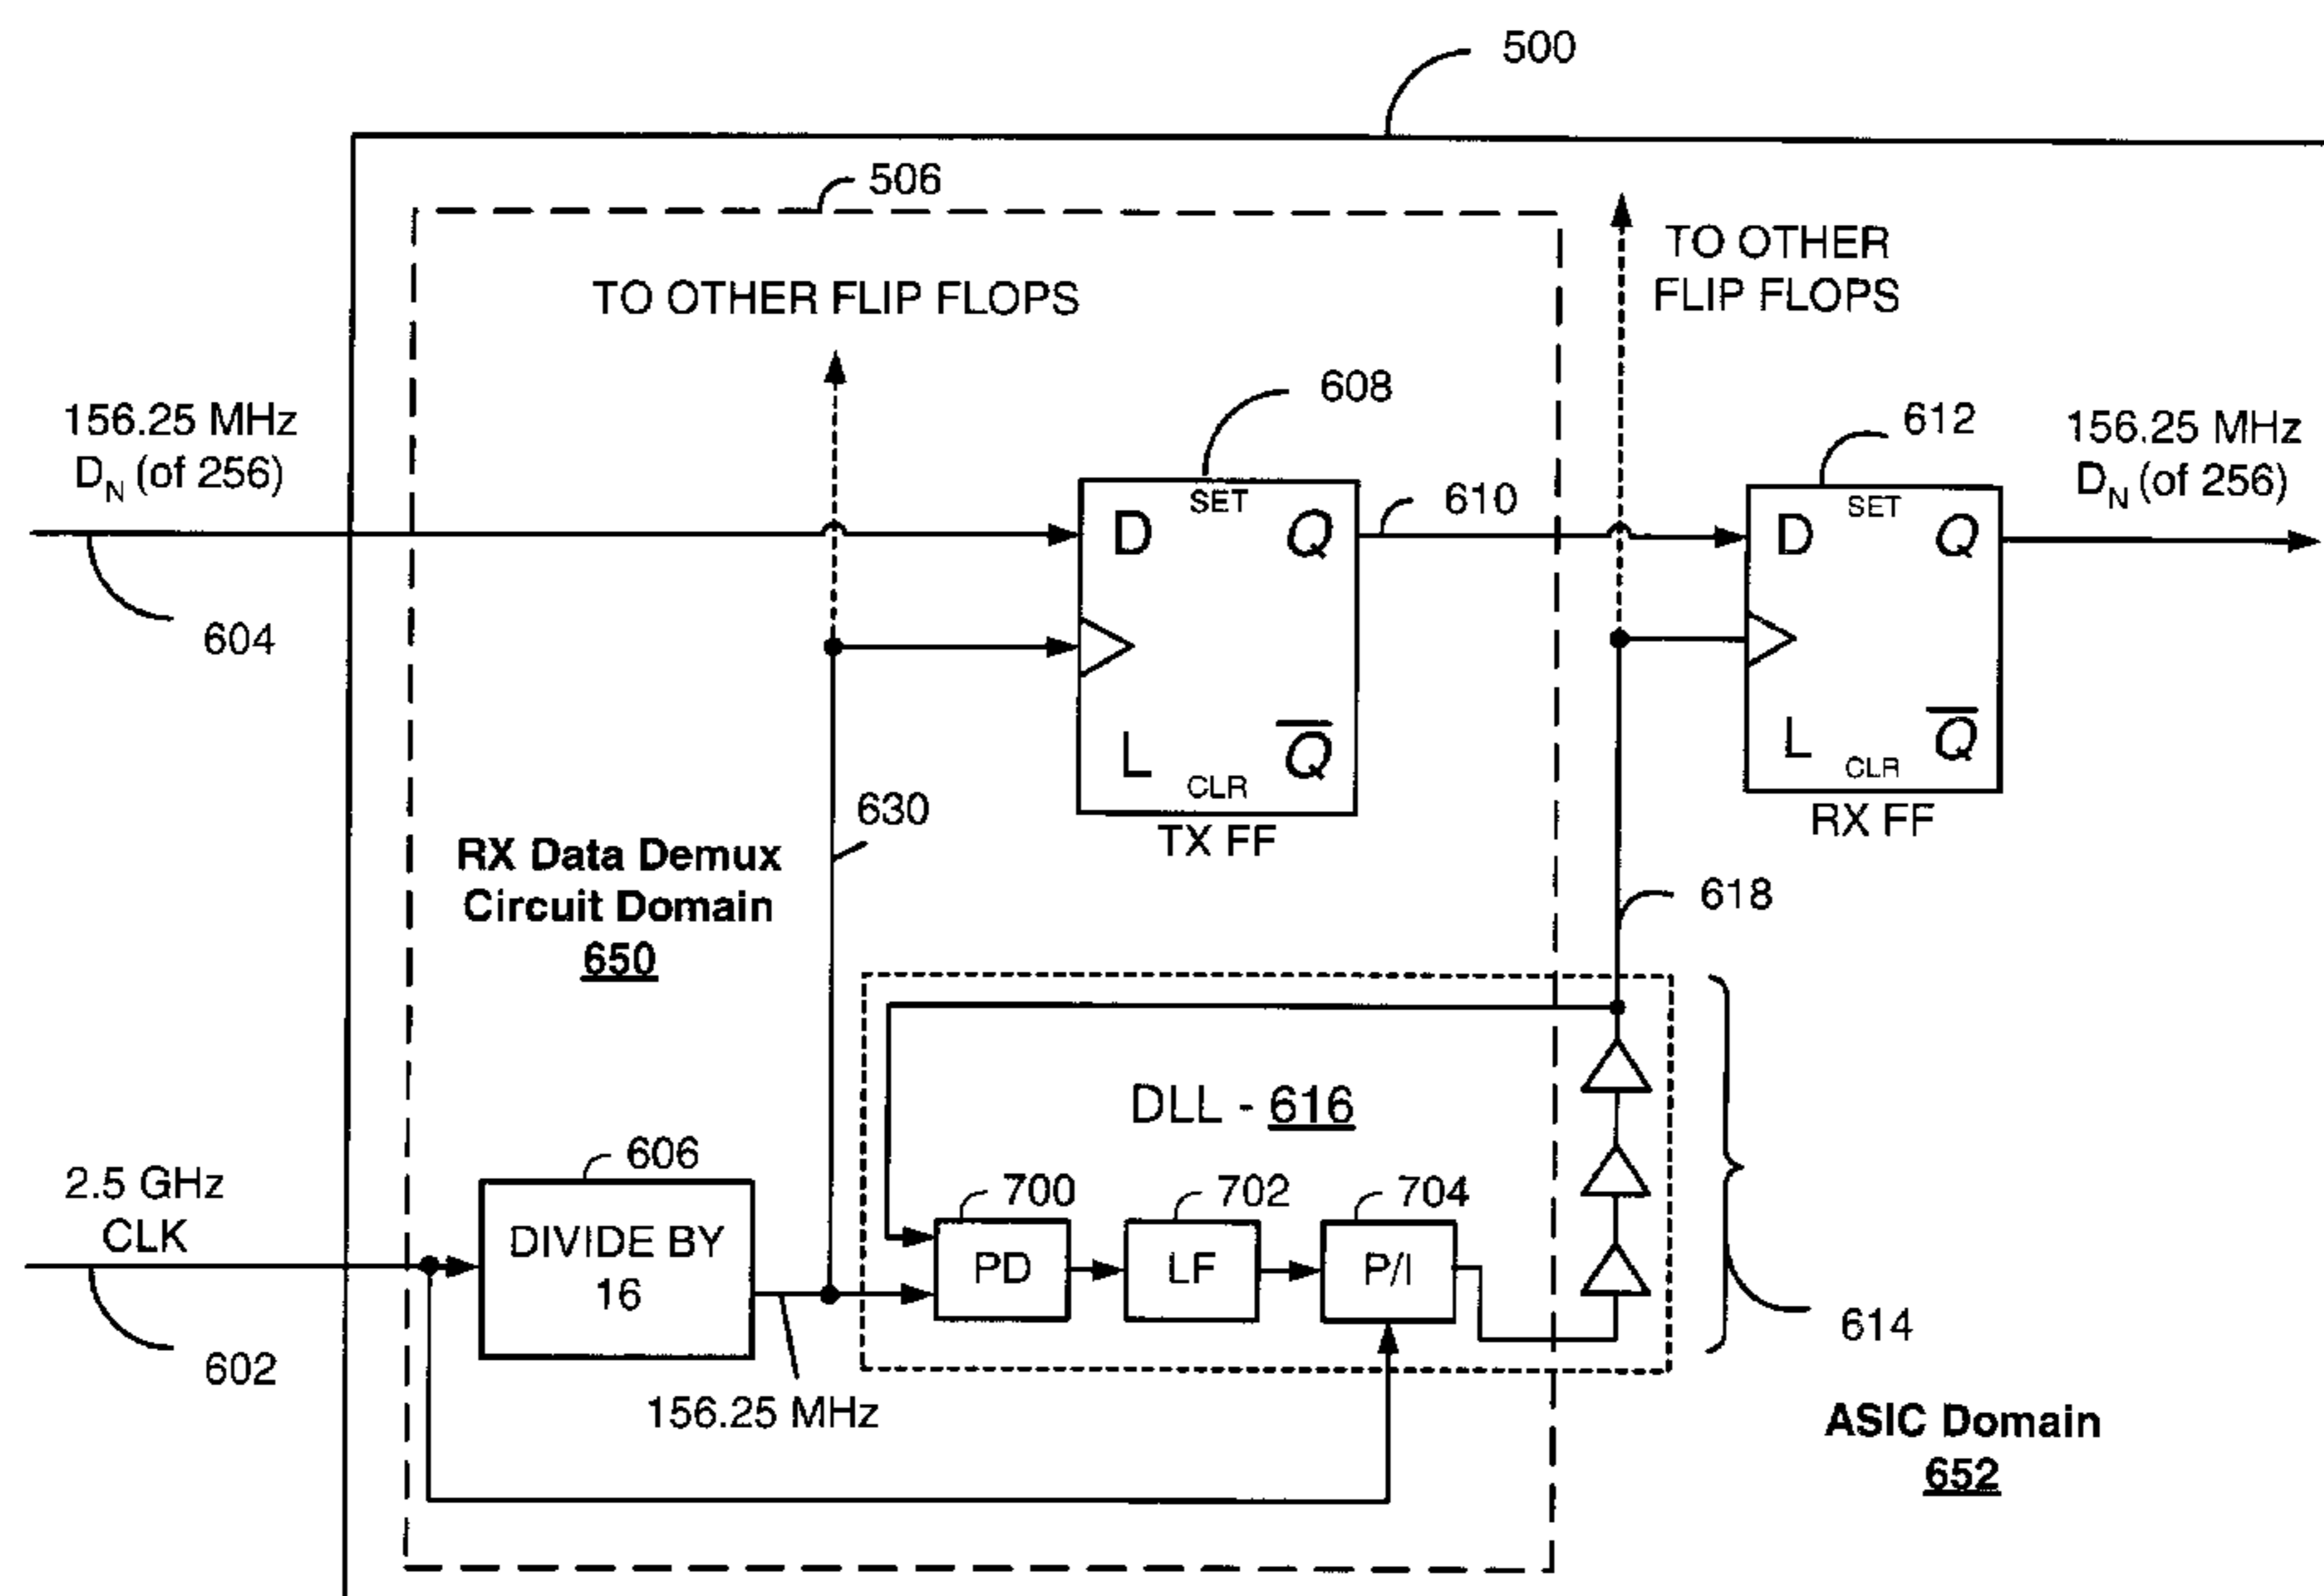 500
506
TO OTHER FLIP FLOPS
TO OTHER
FLIP FLOPS
156.25 MHz
D_N (of 256)
604
608
SET
D
Q
L
CLR
Q̅
TX FF
610
612
SET
D
Q
L
CLR
Q̅
RX FF
156.25 MHz
D_N (of 256)
630
618
RX Data Demux
Circuit Domain
650
DLL - 616
2.5 GHz
CLK
602
606
DIVIDE BY
16
156.25 MHz
700
PD
702
LF
704
P/I
614
ASIC Domain
652